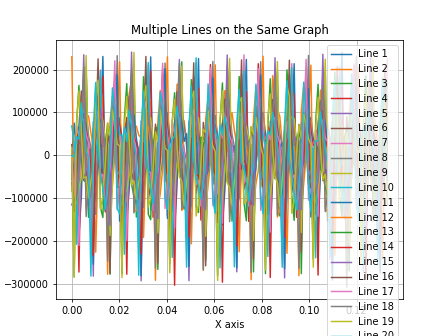 Multiple Lines on the Same Graph
200000
100000
0
−100000
−200000
−300000
0.00
0.02
0.04
0.06
0.08
0.10
X axis
Line 1
Line 2
Line 3
Line 4
Line 5
Line 6
Line 7
Line 8
Line 9
Line 10
Line 11
Line 12
Line 13
Line 14
Line 15
Line 16
Line 17
Line 18
Line 19
Line 20